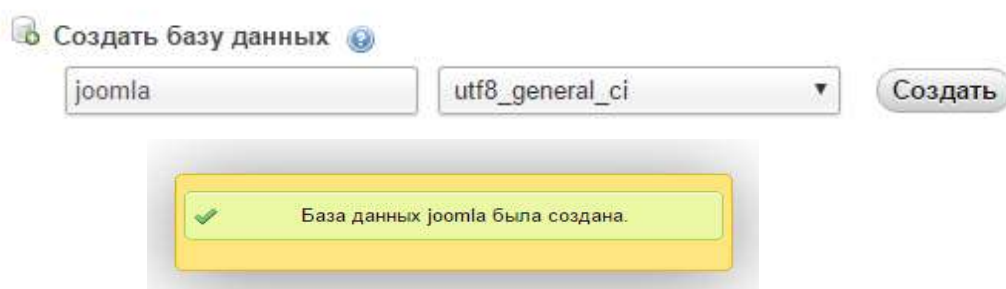 Создать базу данных
joomla utf8_general_ci Создать
База данных joomla была создана.